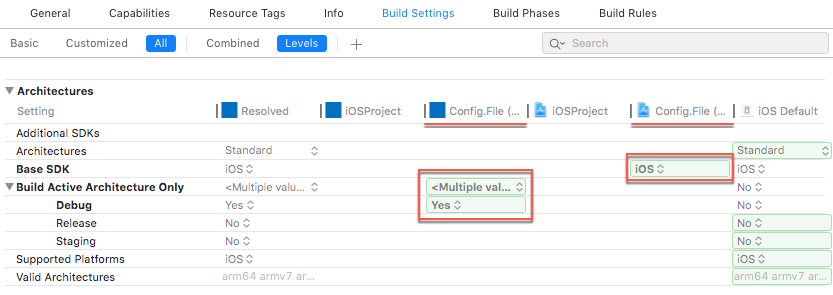 General Capabilities Resource Tags Info Build Settings Build Phases Build Rules
Basic Customized All Combined Levels + Search
Architectures
Setting Resolved iOSProject Config.File (... iOSProject Config.File (... iOS Default
Additional SDKs
Architectures Standard Standard
Base SDK iOS iOS iOS
Build Active Architecture Only <Multiple valu... <Multiple val... No
Debug Yes Yes No
Release No No
Staging No No
Supported Platforms iOS iOS
Valid Architectures arm64 armv7 ar... arm64 armv7 ar...